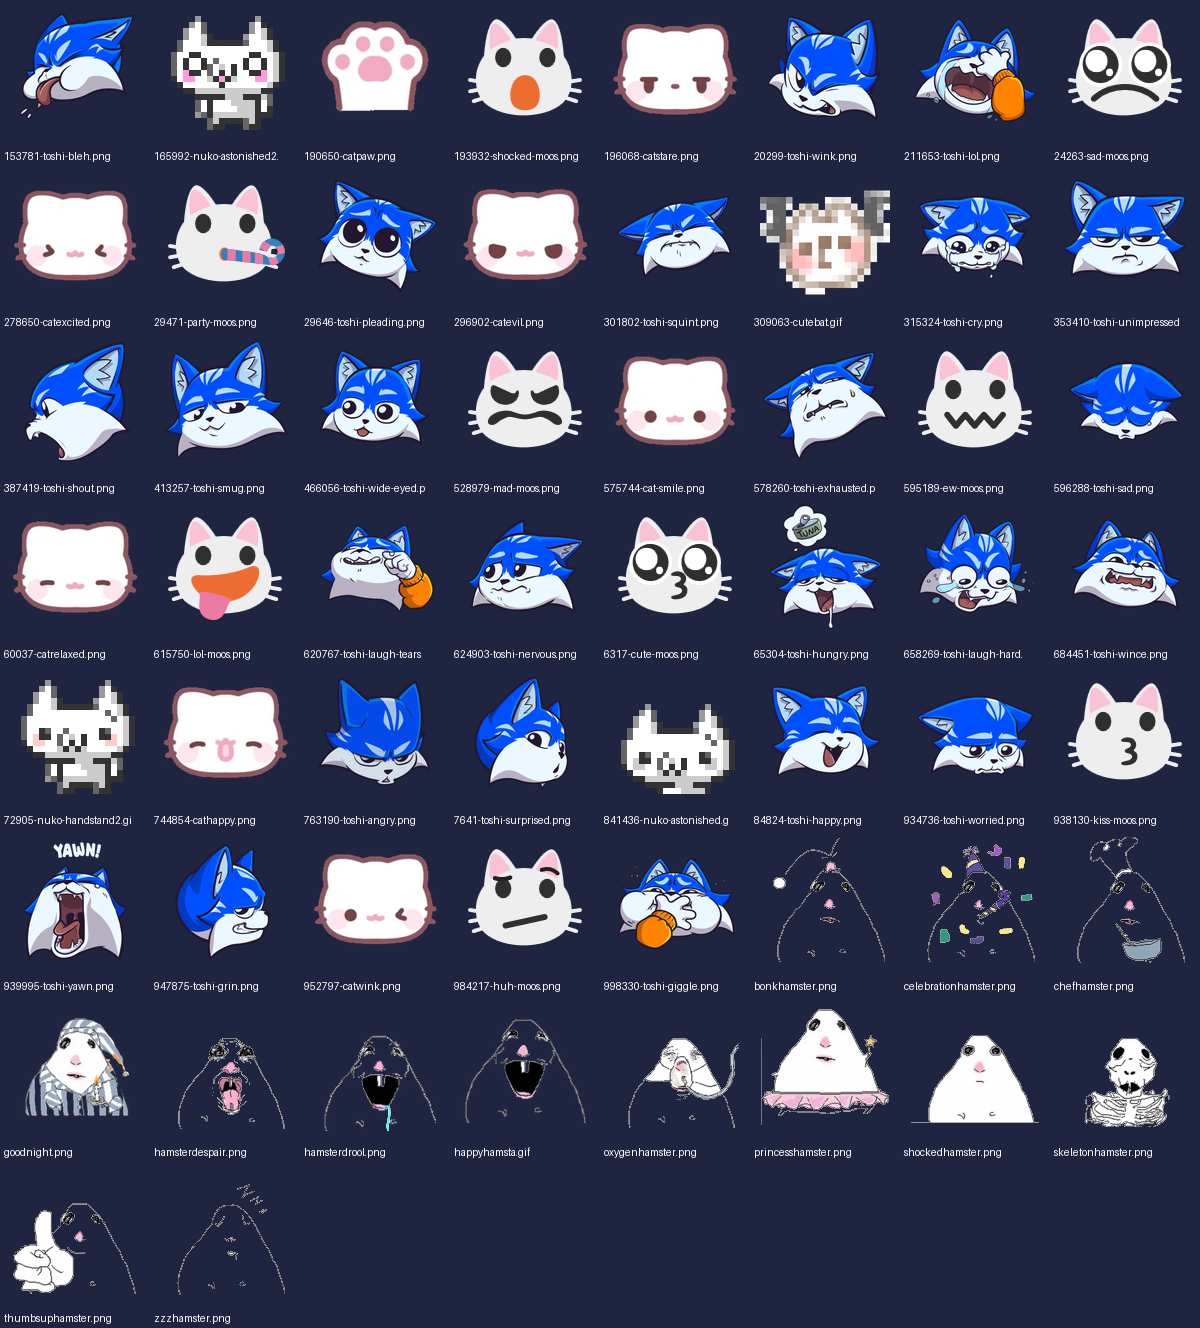 153781-toshi-bleh.png
165992-nuko-astonished2.
190650-catpaw.png
193932-shocked-moos.png
196068-catstare.png
20299-toshi-wink.png
211653-toshi-lol.png
24263-sad-moos.png
278650-catexcited.png
29471-party-moos.png
29646-toshi-pleading.png
296902-catevil.png
301802-toshi-squint.png
309063-cutebat.gif
315324-toshi-cry.png
353410-toshi-unimpressed
387419-toshi-shout.png
413257-toshi-smug.png
466056-toshi-wide-eyed.p
528979-mad-moos.png
575744-cat-smile.png
578260-toshi-exhausted.p
595189-ew-moos.png
596288-toshi-sad.png
TUNA
60037-catrelaxed.png
615750-lol-moos.png
620767-toshi-laugh-tears
624903-toshi-nervous.png
6317-cute-moos.png
65304-toshi-hungry.png
658269-toshi-laugh-hard.
684451-toshi-wince.png
72905-nuko-handstand2.gi
744854-cathappy.png
763190-toshi-angry.png
7641-toshi-surprised.png
841436-nuko-astonished.g
84824-toshi-happy.png
934736-toshi-worried.png
938130-kiss-moos.png
YAWN!
939995-toshi-yawn.png
947875-toshi-grin.png
952797-catwink.png
984217-huh-moos.png
998330-toshi-giggle.png
bonkhamster.png
celebrationhamster.png
chefhamster.png
goodnight.png
hamsterdespair.png
hamsterdrool.png
happyhamsta.gif
oxygenhamster.png
princesshamster.png
shockedhamster.png
skeletonhamster.png
zzz
thumbsuphamster.png
zzzhamster.png